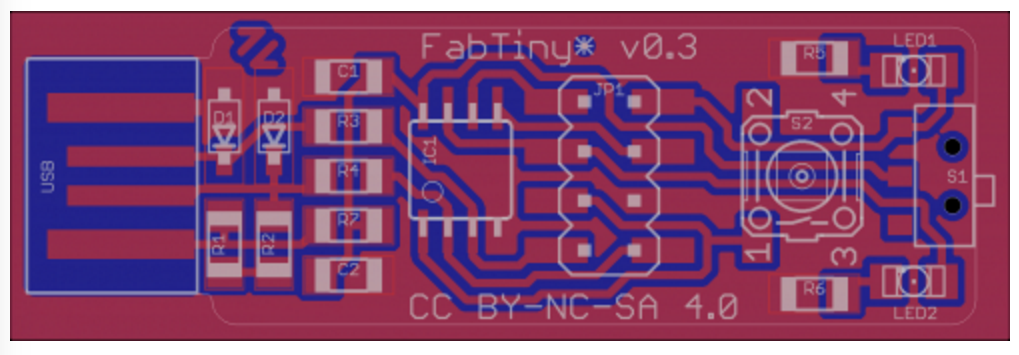 FabTiny* v0.3
LED1
R5
C1
JP1
2
4
D1
D2
R3
IC1
S2
USB
R4
S1
R7
R1
R2
1
3
C2
R6
CC BY-NC-SA 4.0
LED2